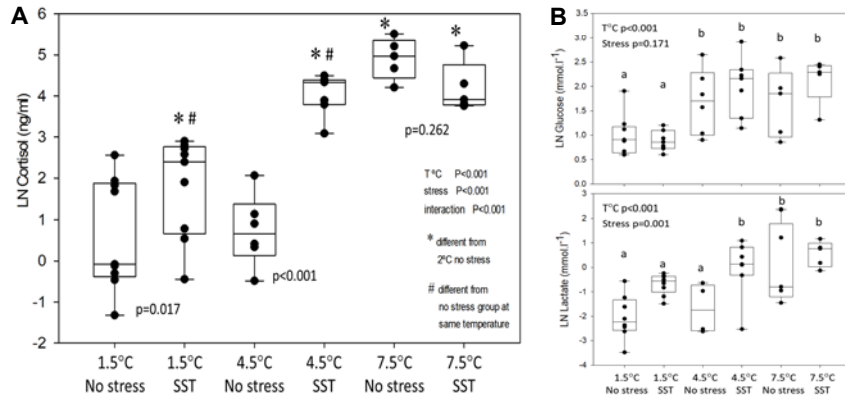 A
LN Cortisol (ng/ml)
6
5
4
3
2
1
0
-1
-2
*
* #
* #
*
p=0.262
T ºC P<0.001
stress P<0.001
interaction P<0.001
* different from
2ºC no stress
# different from
no stress group at
same temperature
p<0.001
p=0.017
1.5°C 1.5°C 4.5°C 4.5°C 7.5°C 7.5°C
No stress SST No stress SST No stress SST
B
LN Glucose (mmol.l⁻¹)
3.5
3.0
2.5
2.0
1.5
1.0
0.5
0.0
T°C p<0.001
Stress p=0.171
a a b b b b
LN Lactate (mmol.l⁻¹)
3
2
1
0
-1
-2
-3
-4
T°C p<0.001
Stress p=0.001
a a a b b b
1.5°C 1.5°C 4.5°C 4.5°C 7.5°C 7.5°C
No stress SST No stress SST No stress SST